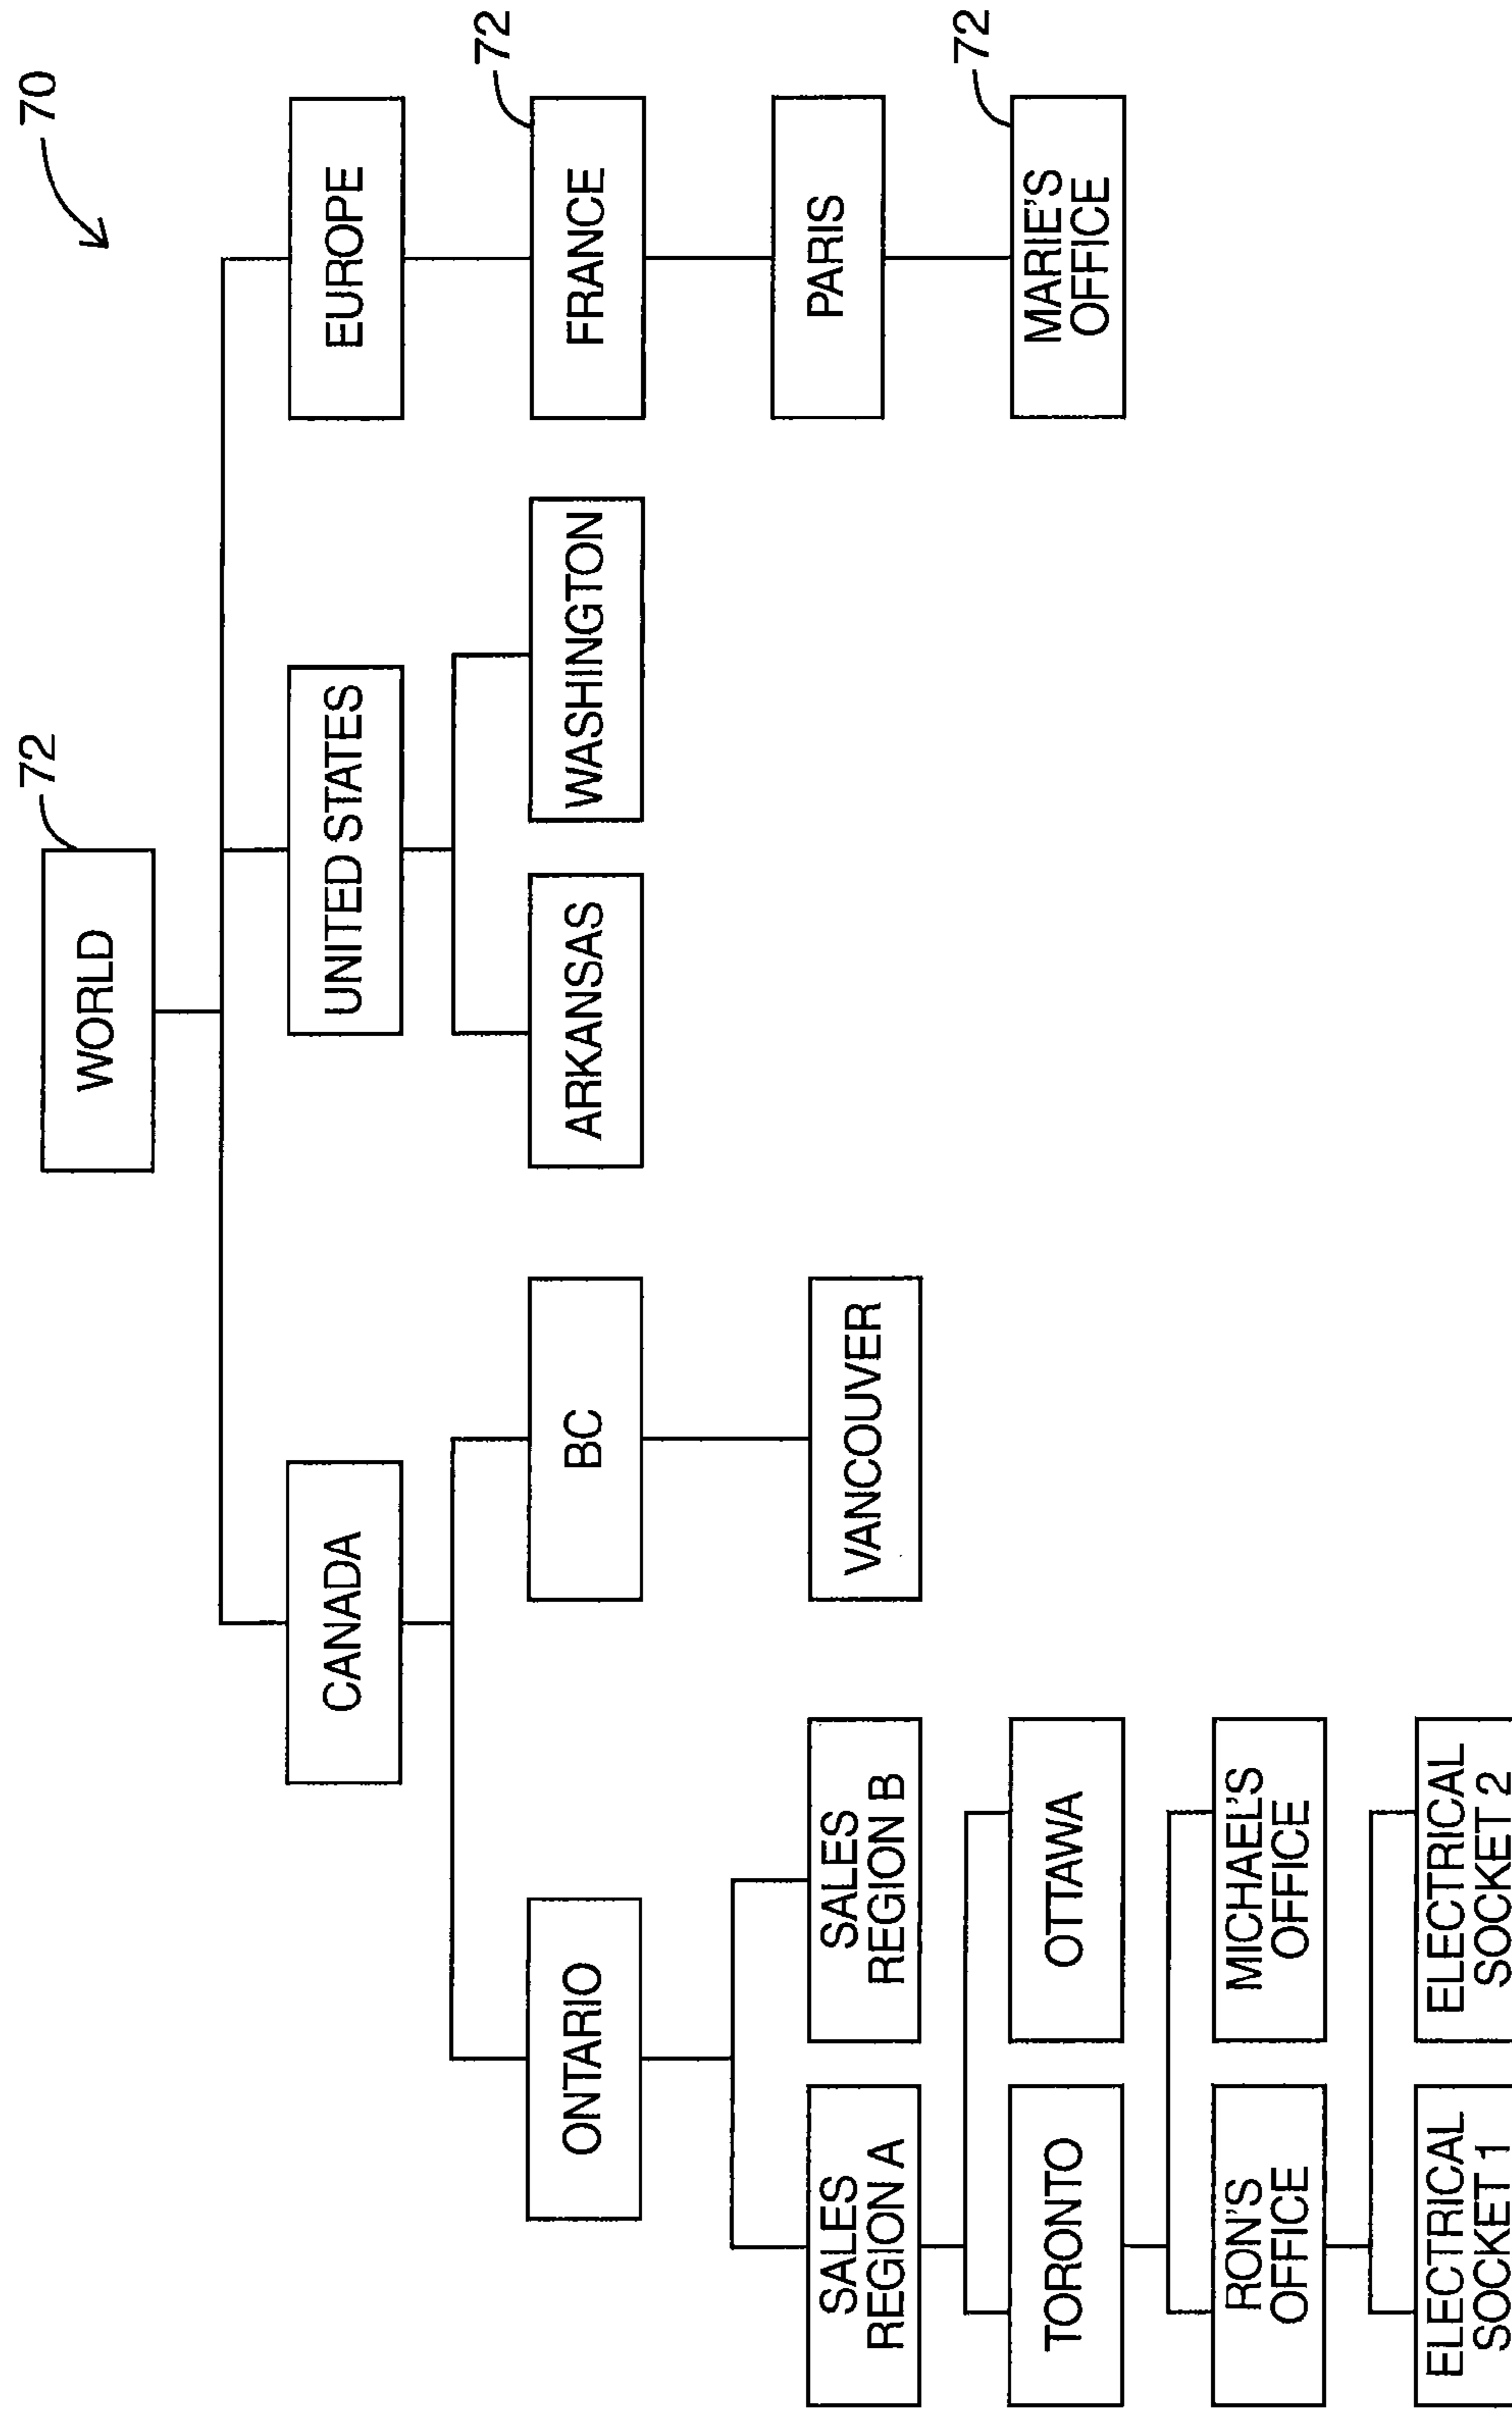 70
72
WORLD
CANADA
UNITED STATES
EUROPE
72
ONTARIO
BC
ARKANSAS
WASHINGTON
FRANCE
SALES
REGION A
SALES
REGION B
VANCOUVER
PARIS
72
TORONTO
OTTAWA
MARIE'S
OFFICE
RON'S
OFFICE
MICHAEL'S
OFFICE
ELECTRICAL
SOCKET 1
ELECTRICAL
SOCKET 2